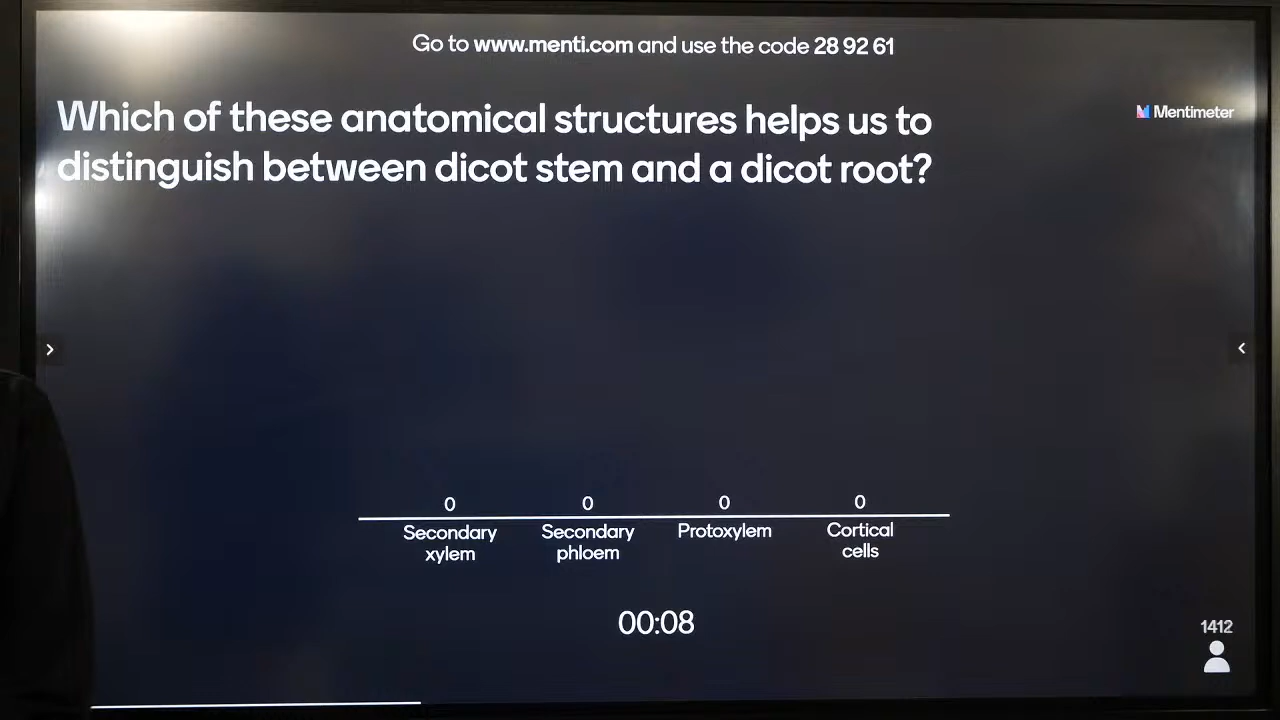 Go to www.menti.com and use the code 28 92 61
Which of these anatomical structures helps us to
distinguish between dicot stem and a dicot root?
Mentimeter
0
0
0
0
Secondary
xylem
Secondary
phloem
Protoxylem
Cortical
cells
00:08
1412